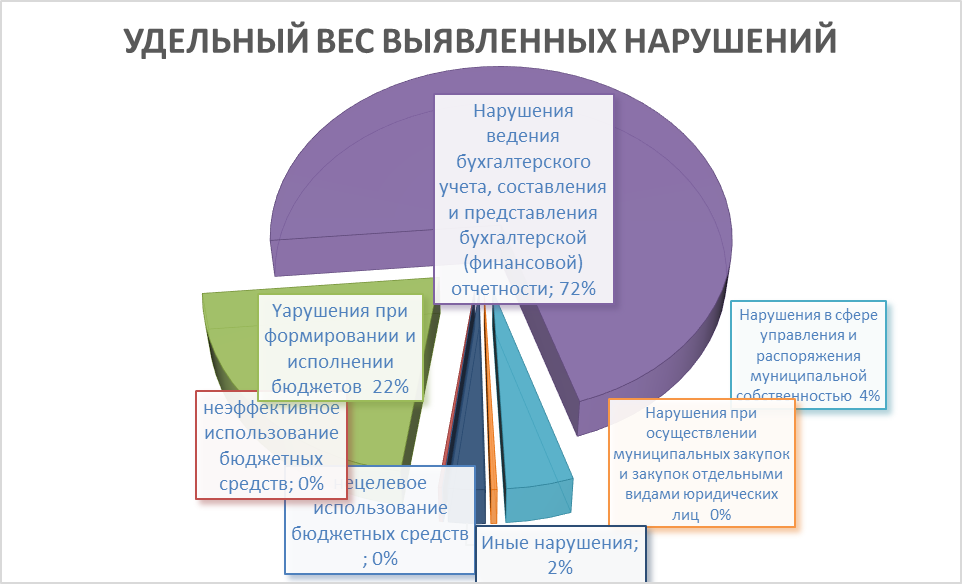 УДЕЛЬНЫЙ ВЕС ВЫЯВЛЕННЫХ НАРУШЕНИЙ
Нарушения
ведения
бухгалтерского
учета, составления
и представления
бухгалтерской
(финансовой)
отчетности; 72%
Yарушения при
формировании и
исполнении
бюджетов 22%
неэффективное
использование
бюджетных
средств; 0%
нецелевое
использование
бюджетных средств
; 0%
Иные нарушения;
2%
Нарушения при
осуществлении
муниципальных закупок
и закупок отдельными
видами юридических
лиц 0%
Нарушения в сфере
управления и
распоряжения
муниципальной
собственностью 4%